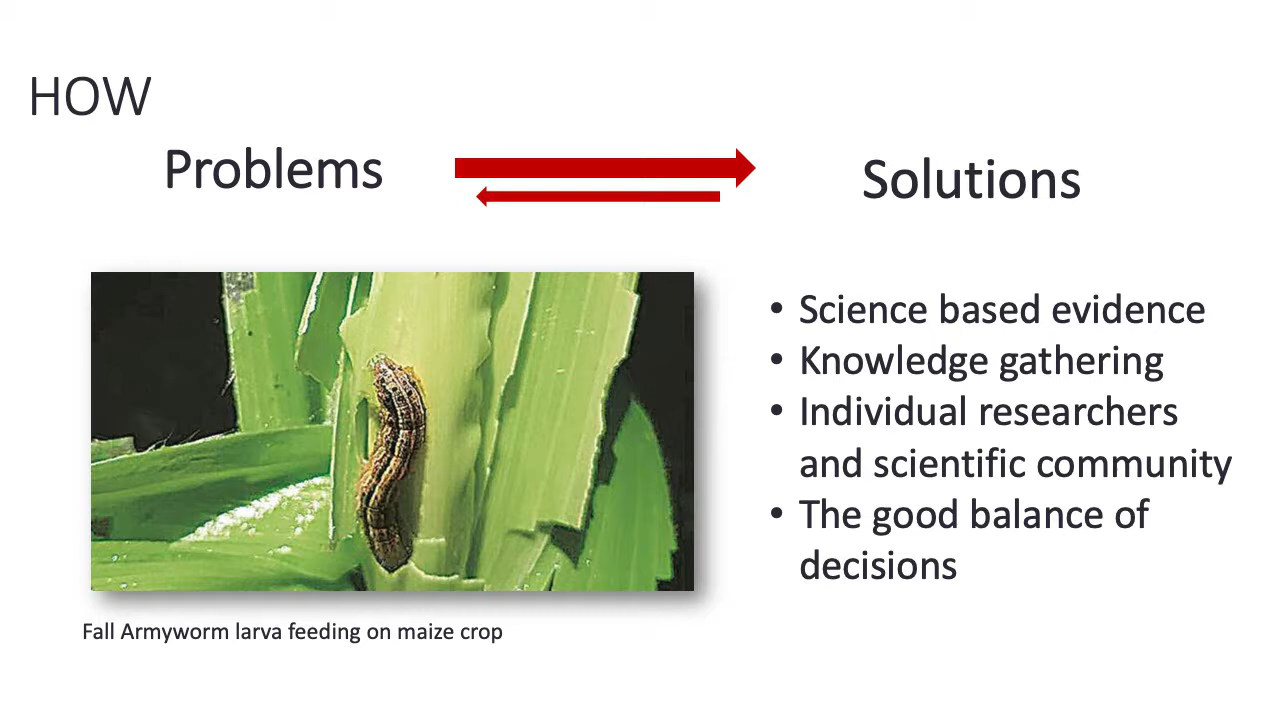 HOW
Problems
Solutions
• Science based evidence
• Knowledge gathering
• Individual researchers
and scientific community
• The good balance of
decisions
Fall Armyworm larva feeding on maize crop